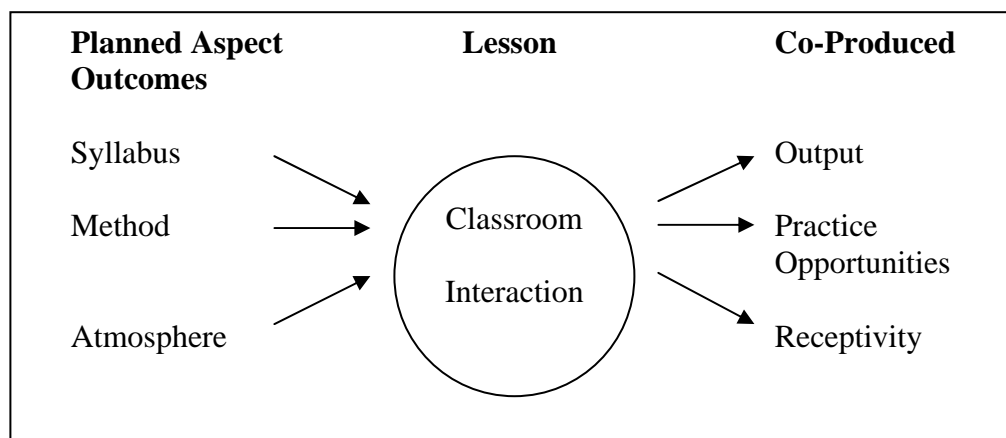 Planned Aspect Lesson Co-Produced
Outcomes
Syllabus Output
Classroom
Method Practice
Opportunities
Interaction
Atmosphere Receptivity